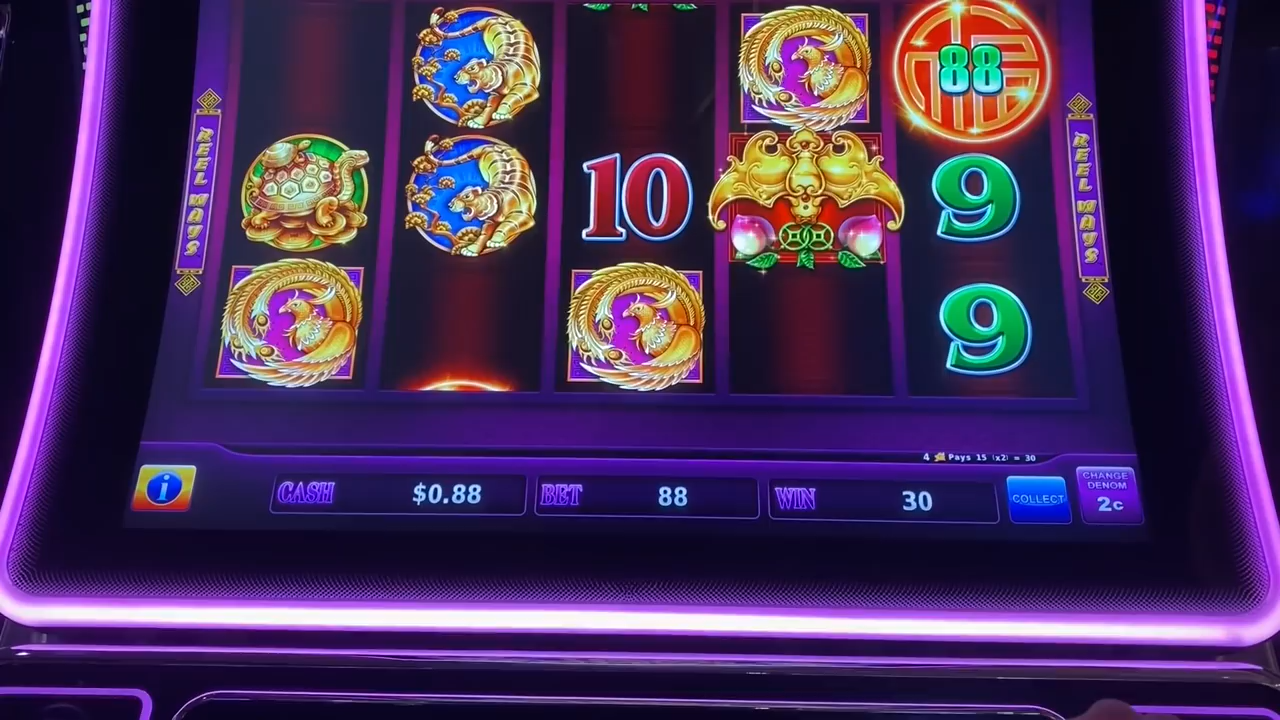 88
REEL WAYS
REEL WAYS
10
9
9
4 Pays 15 (x2) = 30
i
CASH $0.88
BET 88
WIN 30
COLLECT
CHANGE
DENOM
2c